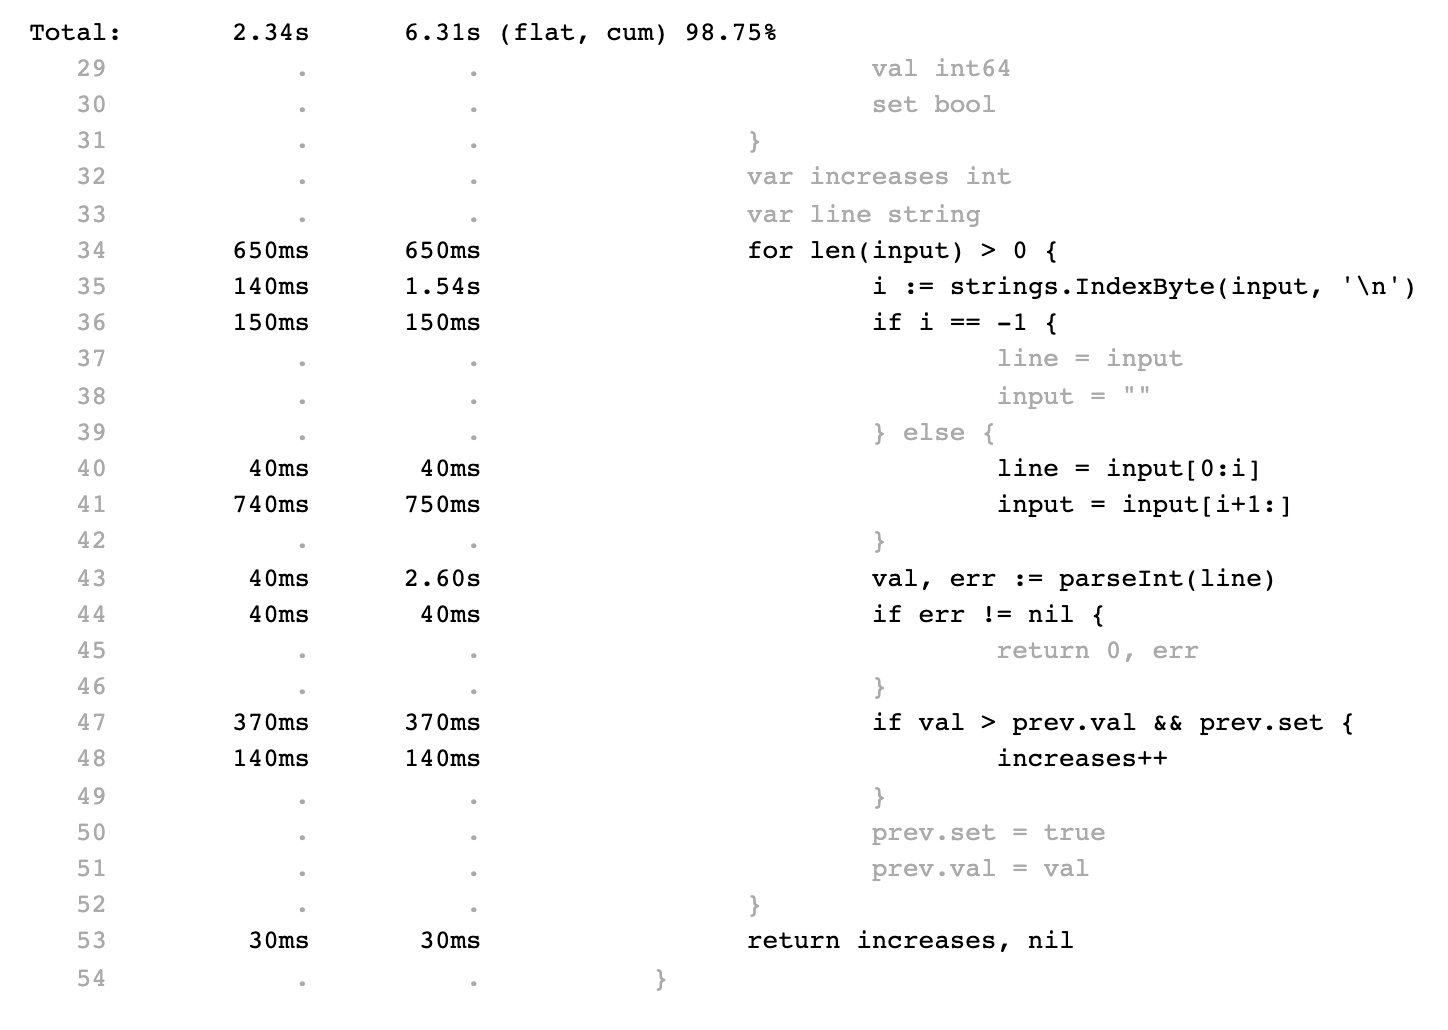 Total:       2.34s      6.31s (flat, cum) 98.75%
   29            .          .                         val int64
   30            .          .                         set bool
   31            .          .                 }
   32            .          .                 var increases int
   33            .          .                 var line string
   34        650ms      650ms                 for len(input) > 0 {
   35        140ms      1.54s                         i := strings.IndexByte(input, '\n')
   36        150ms      150ms                         if i == -1 {
   37            .          .                                 line = input
   38            .          .                                 input = ""
   39            .          .                         } else {
   40         40ms       40ms                                 line = input[0:i]
   41        740ms      750ms                                 input = input[i+1:]
   42            .          .                         }
   43         40ms      2.60s                         val, err := parseInt(line)
   44         40ms       40ms                         if err != nil {
   45            .          .                                 return 0, err
   46            .          .                         }
   47        370ms      370ms                         if val > prev.val && prev.set {
   48        140ms      140ms                                 increases++
   49            .          .                         }
   50            .          .                         prev.set = true
   51            .          .                         prev.val = val
   52            .          .                 }
   53         30ms       30ms                 return increases, nil
   54            .          .           }